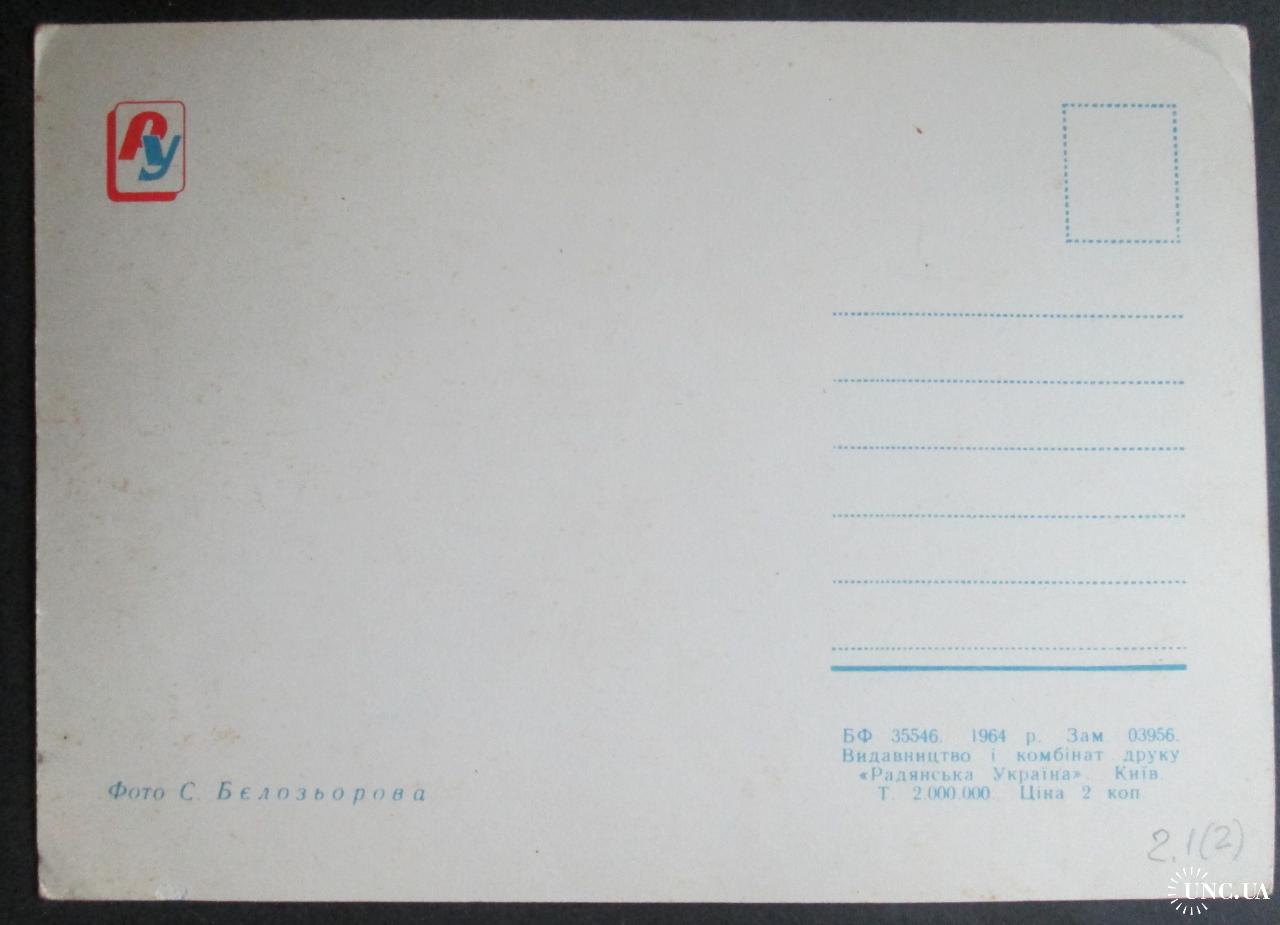 РУ
БФ 35546. 1964 р. Зам 03956.
Видавництво і комбінат друку
«Радянська Україна». Київ.
Т. 2.000.000. Ціна 2 коп
Фото С. Бєлозьорова
2.1(2)
UNC.UA